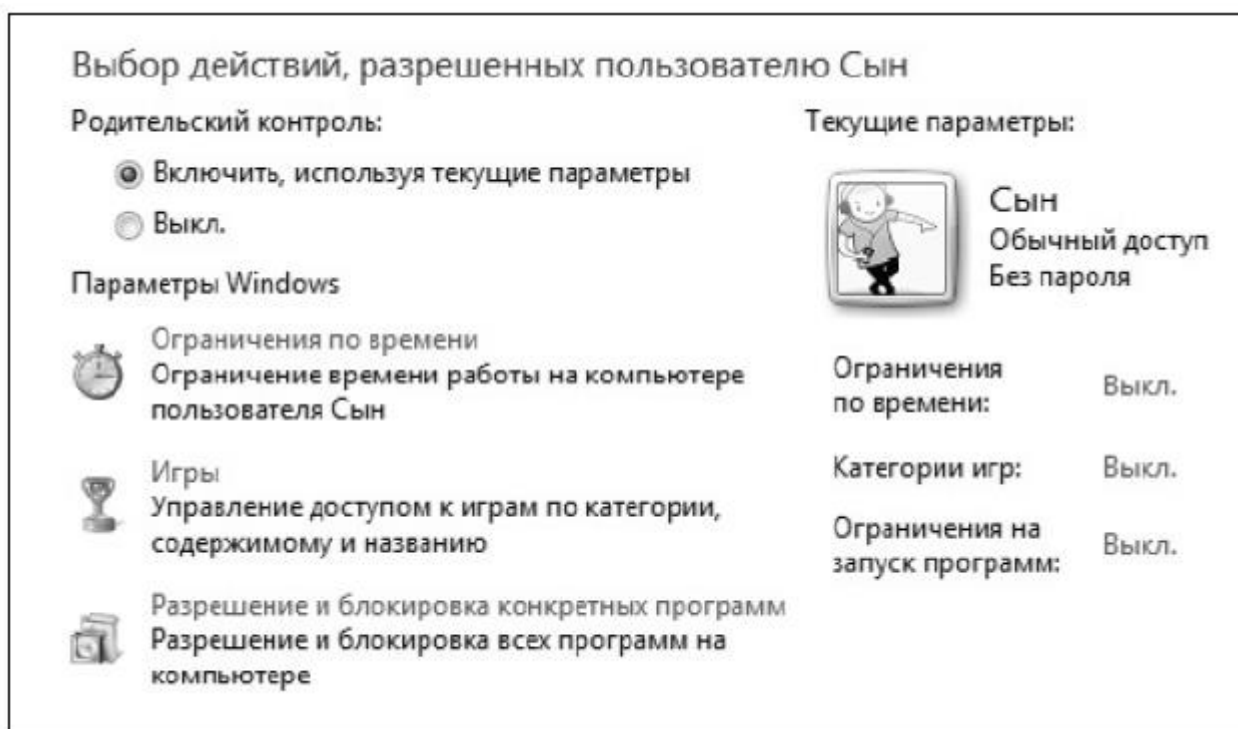 Выбор действий, разрешенных пользователю Сын
Родительский контроль:
Включить, используя текущие параметры
Выкл.
Параметры Windows
Ограничения по времени
Ограничение времени работы на компьютере
пользователя Сын
Игры
Управление доступом к играм по категории,
содержимому и названию
Разрешение и блокировка конкретных программ
Разрешение и блокировка всех программ на
компьютере
Текущие параметры:
Сын
Обычный доступ
Без пароля
Ограничения
по времени:
Выкл.
Категории игр:
Выкл.
Ограничения на
запуск программ:
Выкл.